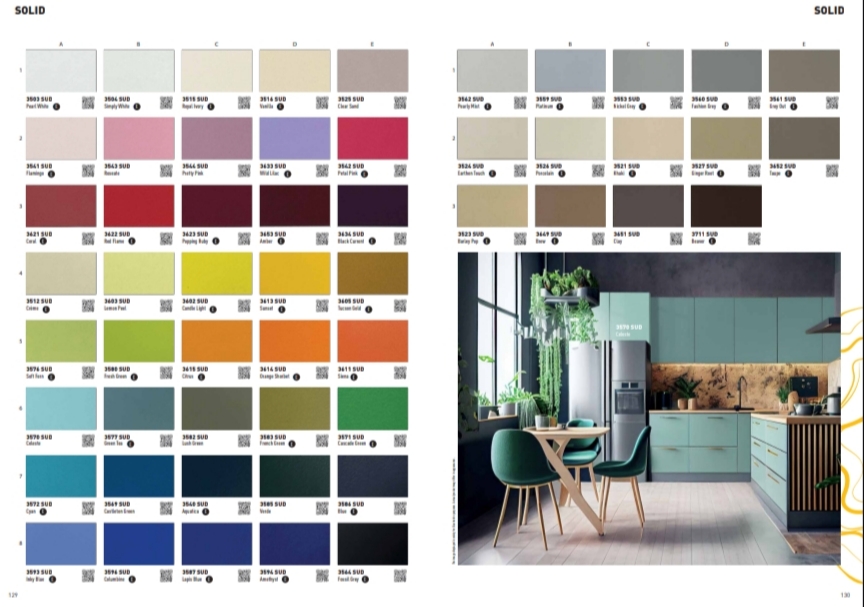 SOLID
SOLID
A B C D E
1
3503 SUD
Pearl White
3506 SUD
Simply White
3515 SUD
Royal Ivory
3516 SUD
Vanilla
3525 SUD
Clear Sand
2
3541 SUD
Flamingo
3543 SUD
3544 SUD
Pretty Pink
3633 SUD
Wild Lilac
3542 SUD
Petal Pink
3
3621 SUD
Coral
3622 SUD
Red Flame
3623 SUD
Popping Ruby
3653 SUD
Amber
3636 SUD
Black Currant
4
3512 SUD
Crème
3603 SUD
Lemon Peel
3602 SUD
Candle Light
3613 SUD
Sunset
3605 SUD
Tuscan Gold
5
3576 SUD
Soft Fern
3580 SUD
Fresh Green
3615 SUD
Citrus
3614 SUD
Orange Sherbet
3611 SUD
Siena
6
3570 SUD
Celeste
3577 SUD
Green Tea
3582 SUD
Lush Green
3583 SUD
French Green
3571 SUD
Cascade Green
7
3572 SUD
Cyan
3569 SUD
Castleton Green
3540 SUD
Aquatica
3585 SUD
Verde
3586 SUD
Blue
8
3593 SUD
Inky Blue
3596 SUD
Columbine
3587 SUD
Lapis Blue
3594 SUD
Amethyst
3564 SUD
Fossil Grey
129
A B C D E
1
3562 SUD
Pearly Mist
3559 SUD
Platinum
3553 SUD
Nickel Grey
3560 SUD
Fashion Grey
3561 SUD
Grey Owl
2
3524 SUD
Earthen Touch
3526 SUD
Porcelain
3521 SUD
Khaki
3527 SUD
Ginger Root
3652 SUD
Taupe
3
3523 SUD
Barley Pop
3649 SUD
3651 SUD
Clay
3711 SUD
Beaver
3570 SUD
Celeste
130